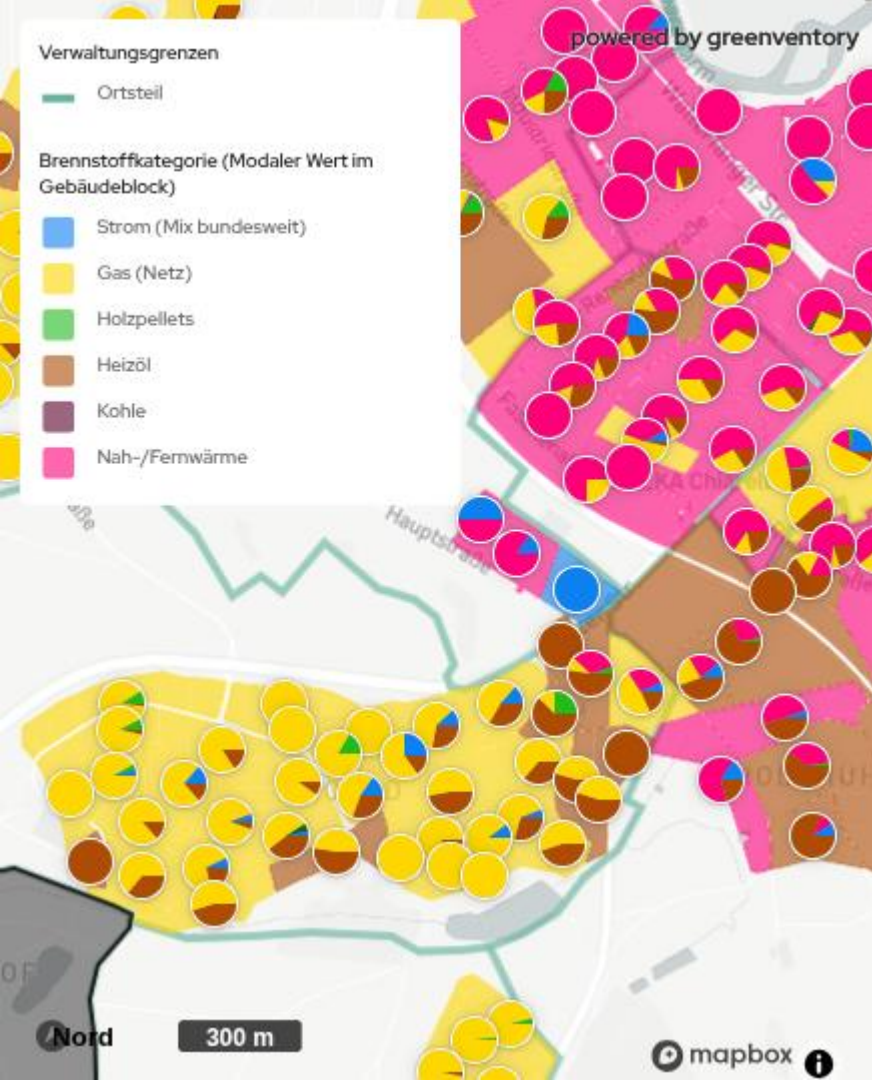 powered by greenventory
Verwaltungsgrenzen
Ortsteil
Brennstoffkategorie (Modaler Wert im
Gebäudeblock)
Strom (Mix bundesweit)
Gas (Netz)
Holzpellets
Heizöl
Kohle
Nah-/Fernwärme
Hauptstraße
Nord
300 m
mapbox